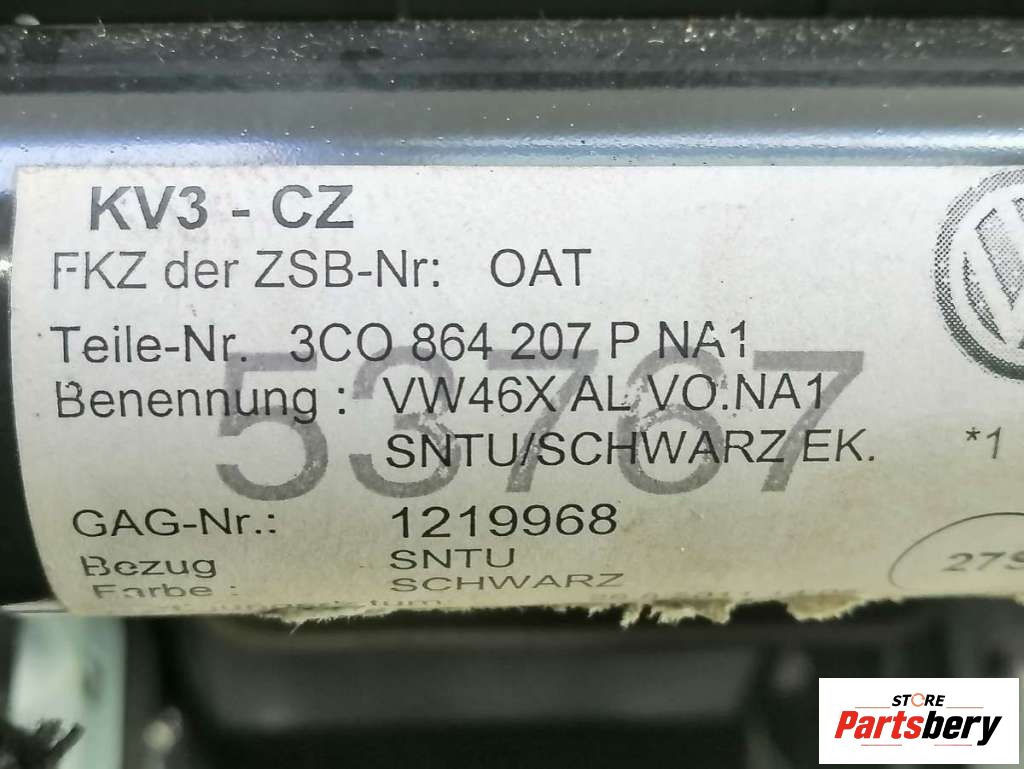 KV3 - CZ
FKZ der ZSB-Nr: OAT
Teile-Nr. 3CO 864 207 P NA1
53767
Benennung : VW46X AL VO.NA1
SNTU/SCHWARZ EK. *1
GAG-Nr.: 1219968
Bezug SNTU
Farbe : SCHWARZ
27S
STORE
Partsbery